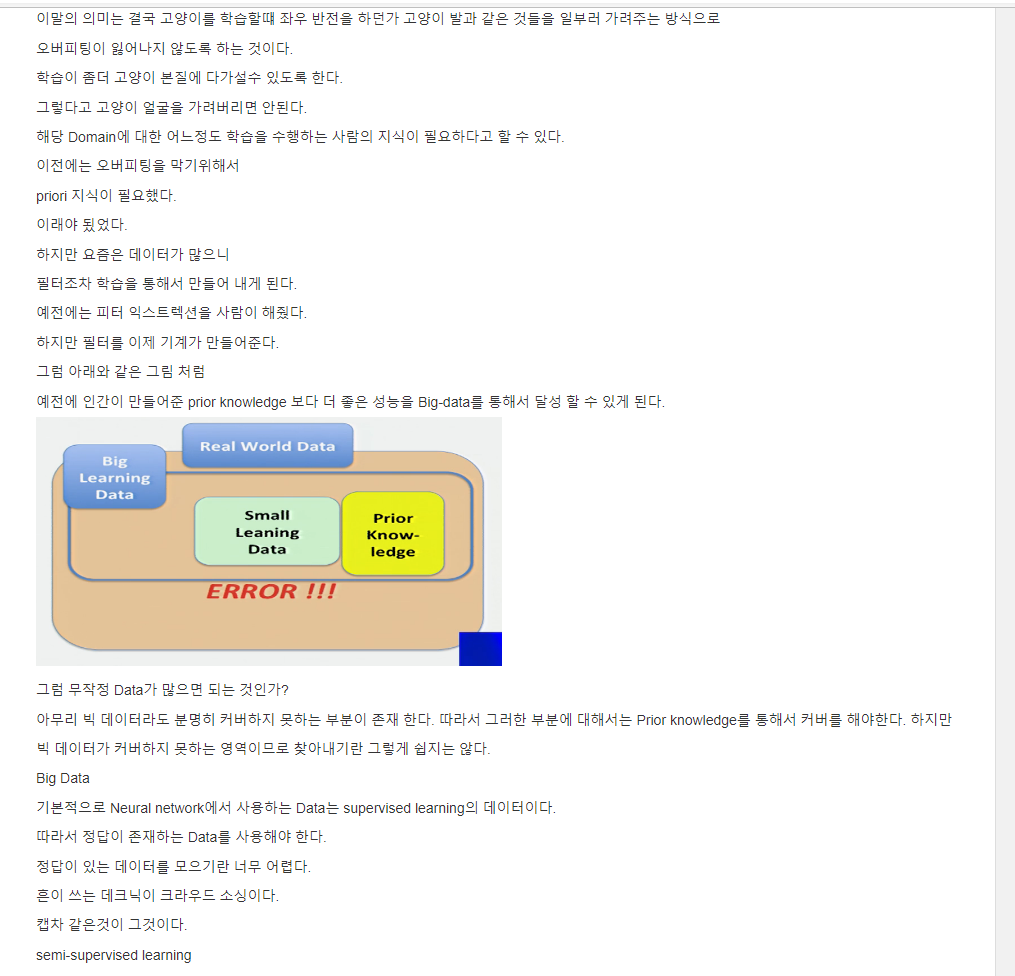 이말의 의미는 결국 고양이를 학습할떄 좌우 반전을 하던가 고양이 발과 같은 것들을 일부러 가려주는 방식으로
오버피팅이 잃어나지 않도록 하는 것이다.
학습이 좀더 고양이 본질에 다가설수 있도록 한다.
그렇다고 고양이 얼굴을 가려버리면 안된다.
해당 Domain에 대한 어느정도 학습을 수행하는 사람의 지식이 필요하다고 할 수 있다.
이전에는 오버피팅을 막기위해서
priori 지식이 필요했다.
이래야 됬었다.
하지만 요즘은 데이터가 많으니
필터조차 학습을 통해서 만들어 내게 된다.
예전에는 피터 익스트렉션을 사람이 해줬다.
하지만 필터를 이제 기계가 만들어준다.
그럼 아래와 같은 그림 처럼
예전에 인간이 만들어준 prior knowledge 보다 더 좋은 성능을 Big-data를 통해서 달성 할 수 있게 된다.
Real World Data
Big
Learning
Data
Small
Leaning
Data
Prior
Know-
ledge
ERROR !!!
그럼 무작정 Data가 많으면 되는 것인가?
아무리 빅 데이터라도 분명히 커버하지 못하는 부분이 존재 한다. 따라서 그러한 부분에 대해서는 Prior knowledge를 통해서 커버를 해야한다. 하지만
빅 데이터가 커버하지 못하는 영역이므로 찾아내기란 그렇게 쉽지는 않다.
Big Data
기본적으로 Neural network에서 사용하는 Data는 supervised learning의 데이터이다.
따라서 정답이 존재하는 Data를 사용해야 한다.
정답이 있는 데이터를 모으기란 너무 어렵다.
흔이 쓰는 데크닉이 크라우드 소싱이다.
캡차 같은것이 그것이다.
semi-supervised learning